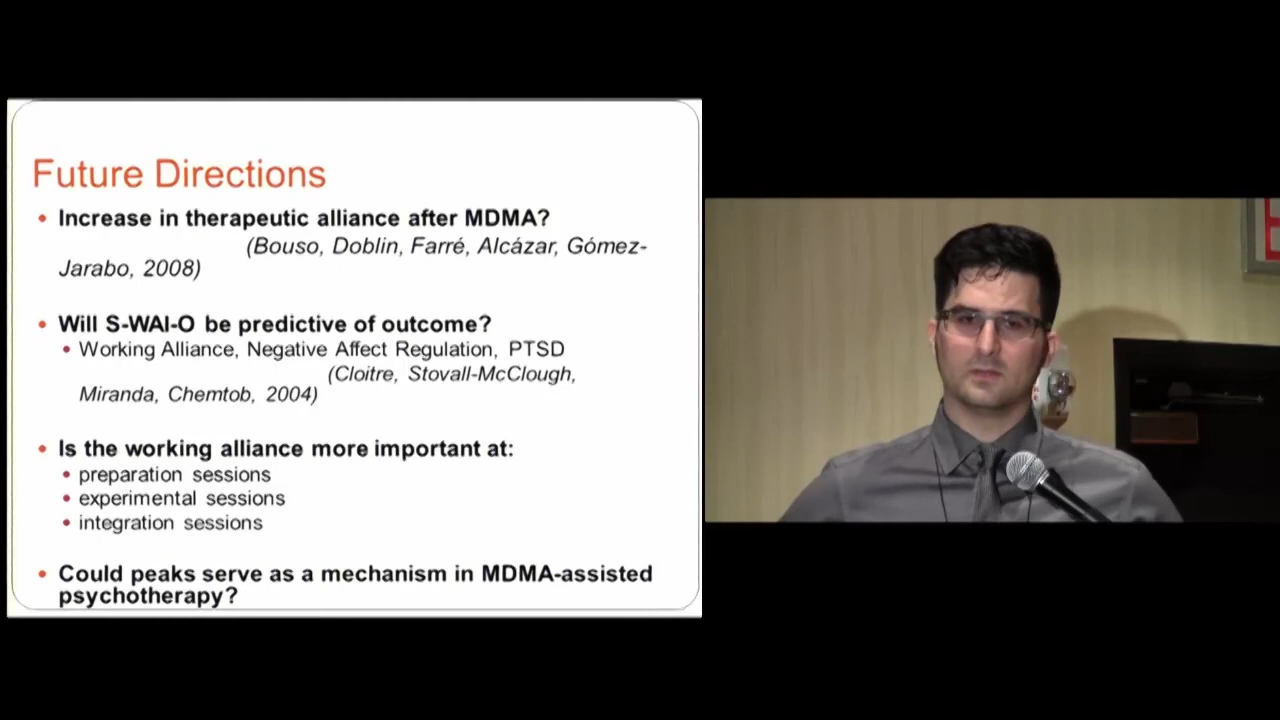 Future Directions
• Increase in therapeutic alliance after MDMA?
(Bouso, Doblin, Farré, Alcázar, Gómez-
Jarabo, 2008)
• Will S-WAI-O be predictive of outcome?
• Working Alliance, Negative Affect Regulation, PTSD
(Cloitre, Stovall-McClough,
Miranda, Chemtob, 2004)
• Is the working alliance more important at:
• preparation sessions
• experimental sessions
• integration sessions
• Could peaks serve as a mechanism in MDMA-assisted
psychotherapy?